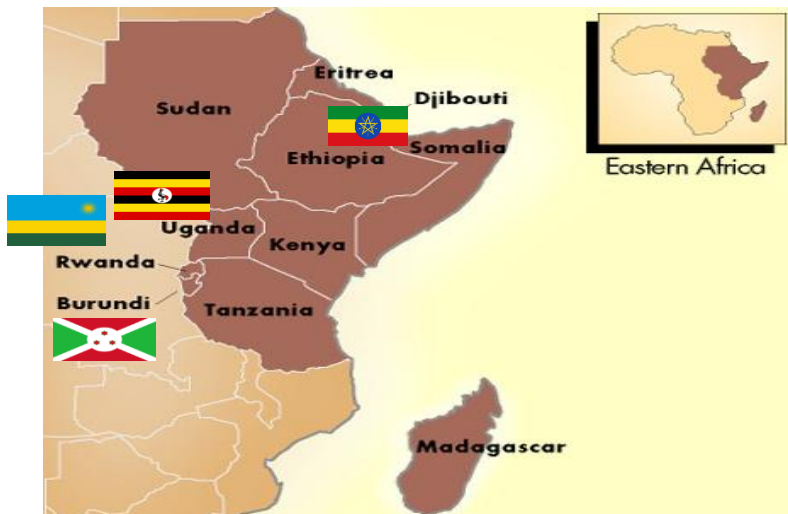 Eritrea
Djibouti
Sudan
Somalia
Ethiopia
Eastern Africa
Uganda
Kenya
Rwanda
Burundi
Tanzania
Madagascar